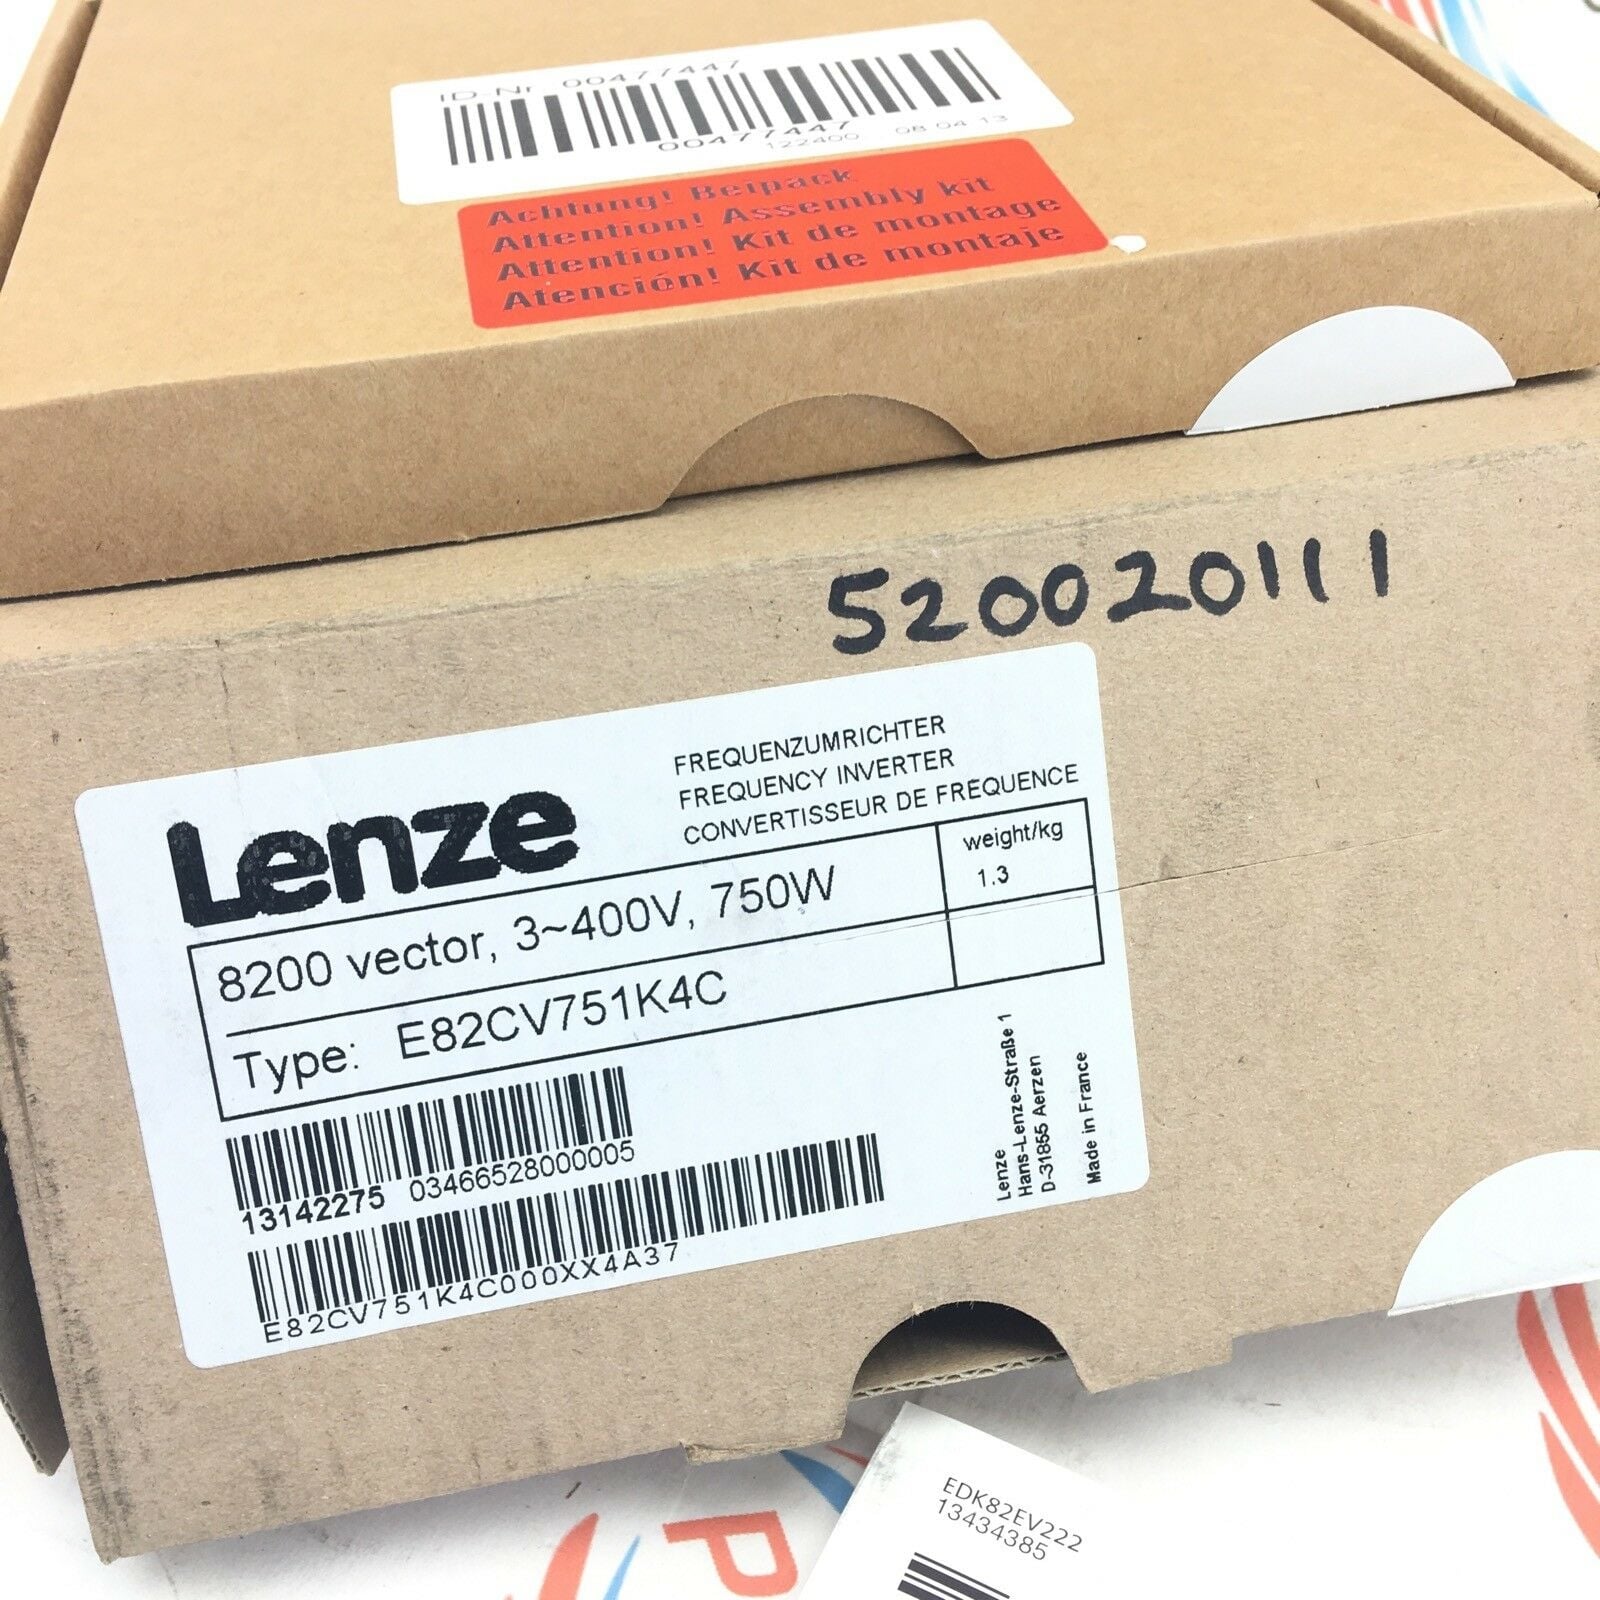 ID-Nr 00477447
00477447
122400 08 04 13
Achtung! Beipack
Attention! Assembly kit
Attention! Kit de montage
Atención! Kit de montaje
520020111
Lenze
FREQUENZUMRICHTER
FREQUENCY INVERTER
CONVERTISSEUR DE FREQUENCE
8200 vector, 3~400V, 750W
weight/kg
1.3
Type: E82CV751K4C
13142275 03466528000005
E82CV751K4C000XX4A37
Lenze
Hans-Lenze-Straße 1
D-31855 Aerzen
Made in France
EDK82EV222
13434385
P